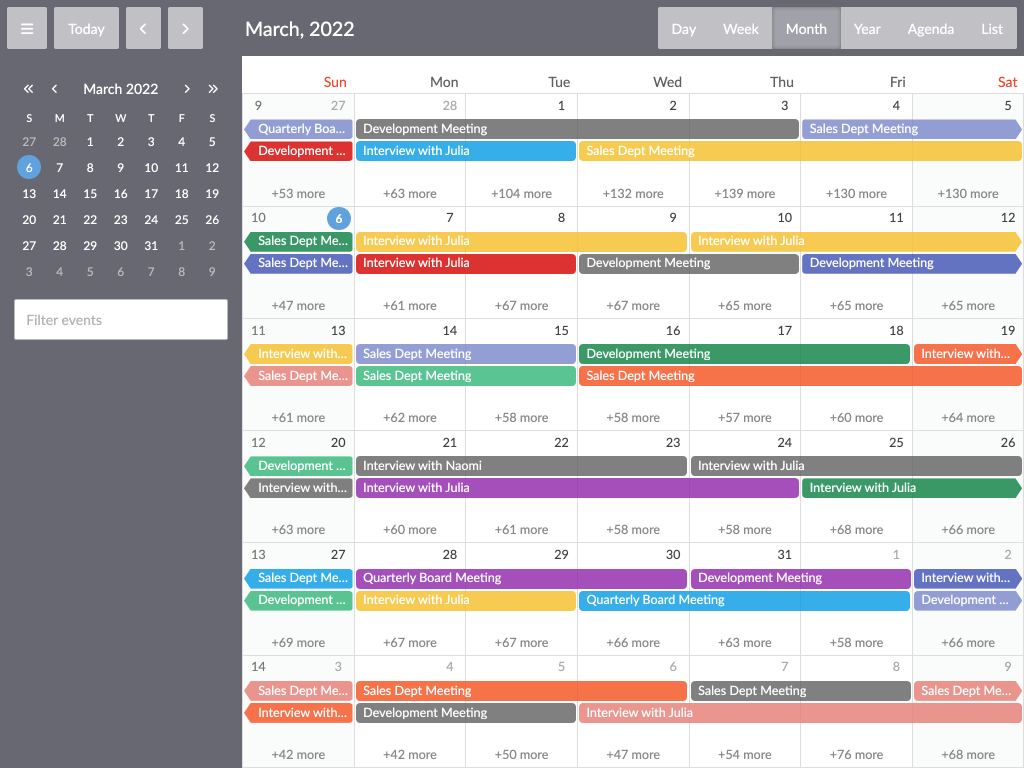 Today
March, 2022
Day Week Month Year Agenda List
March 2022
S M T W T F S
27 28 1 2 3 4 5
6 7 8 9 10 11 12
13 14 15 16 17 18 19
20 21 22 23 24 25 26
27 28 29 30 31 1 2
3 4 5 6 7 8 9
Filter events
Sun Mon Tue Wed Thu Fri Sat
9 27 28 1 2 3 4 5
Quarterly Boa... Development Meeting Sales Dept Meeting
Development ... Interview with Julia Sales Dept Meeting
+53 more +63 more +104 more +132 more +139 more +130 more +130 more
10 6 7 8 9 10 11 12
Sales Dept Me... Interview with Julia Interview with Julia
Sales Dept Me... Interview with Julia Development Meeting Development Meeting
+47 more +61 more +67 more +67 more +65 more +65 more +65 more
11 13 14 15 16 17 18 19
Interview with... Sales Dept Meeting Development Meeting Interview with...
Sales Dept Me... Sales Dept Meeting Sales Dept Meeting
+61 more +62 more +58 more +58 more +57 more +60 more +64 more
12 20 21 22 23 24 25 26
Development ... Interview with Naomi Interview with Julia
Interview with... Interview with Julia Interview with Julia
+63 more +60 more +61 more +58 more +58 more +68 more +66 more
13 27 28 29 30 31 1 2
Sales Dept Me... Quarterly Board Meeting Development Meeting Interview with...
Development ... Interview with Julia Quarterly Board Meeting Development ...
+69 more +67 more +67 more +66 more +63 more +58 more +66 more
14 3 4 5 6 7 8 9
Sales Dept Me... Sales Dept Meeting Sales Dept Meeting Sales Dept Me...
Interview with... Development Meeting Interview with Julia
+42 more +42 more +50 more +47 more +54 more +76 more +68 more